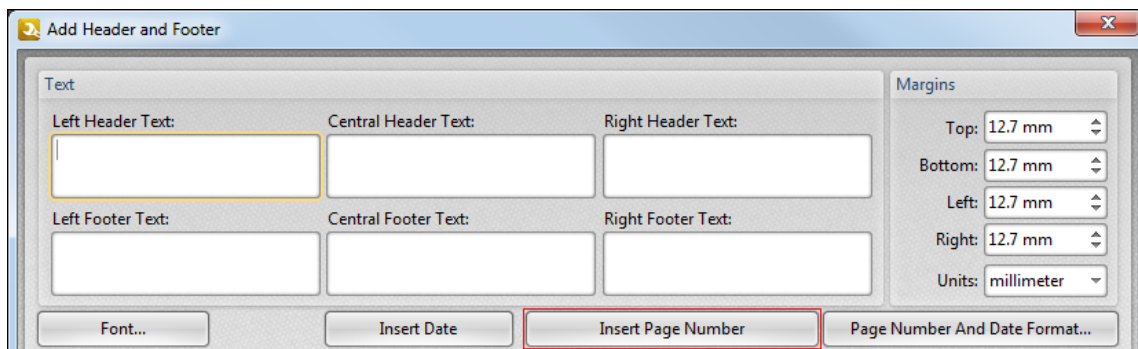 Add Header and Footer
Text
Margins
Left Header Text:
Central Header Text:
Right Header Text:
Top: 12.7 mm
Bottom: 12.7 mm
Left: 12.7 mm
Left Footer Text:
Central Footer Text:
Right Footer Text:
Right: 12.7 mm
Units: millimeter
Font...
Insert Date
Insert Page Number
Page Number And Date Format...